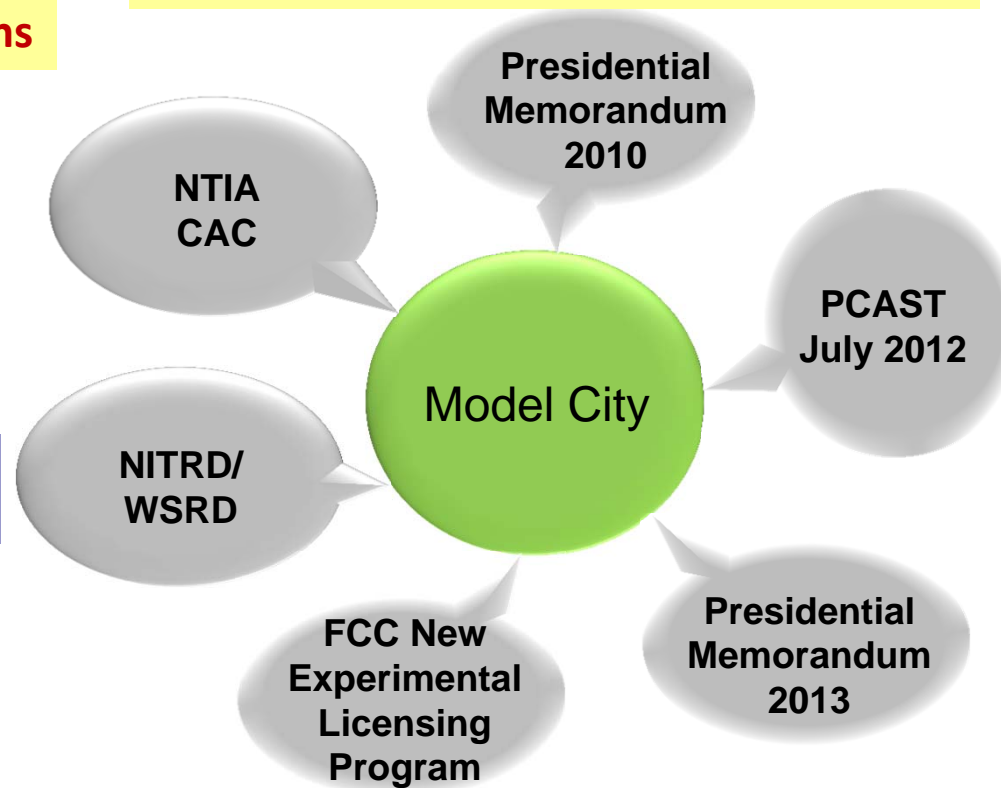 ns
Presidential
Memorandum
2010
NTIA
CAC
PCAST
July 2012
Model City
NITRD/
WSRD
Presidential
Memorandum
2013
FCC New
Experimental
Licensing
Program